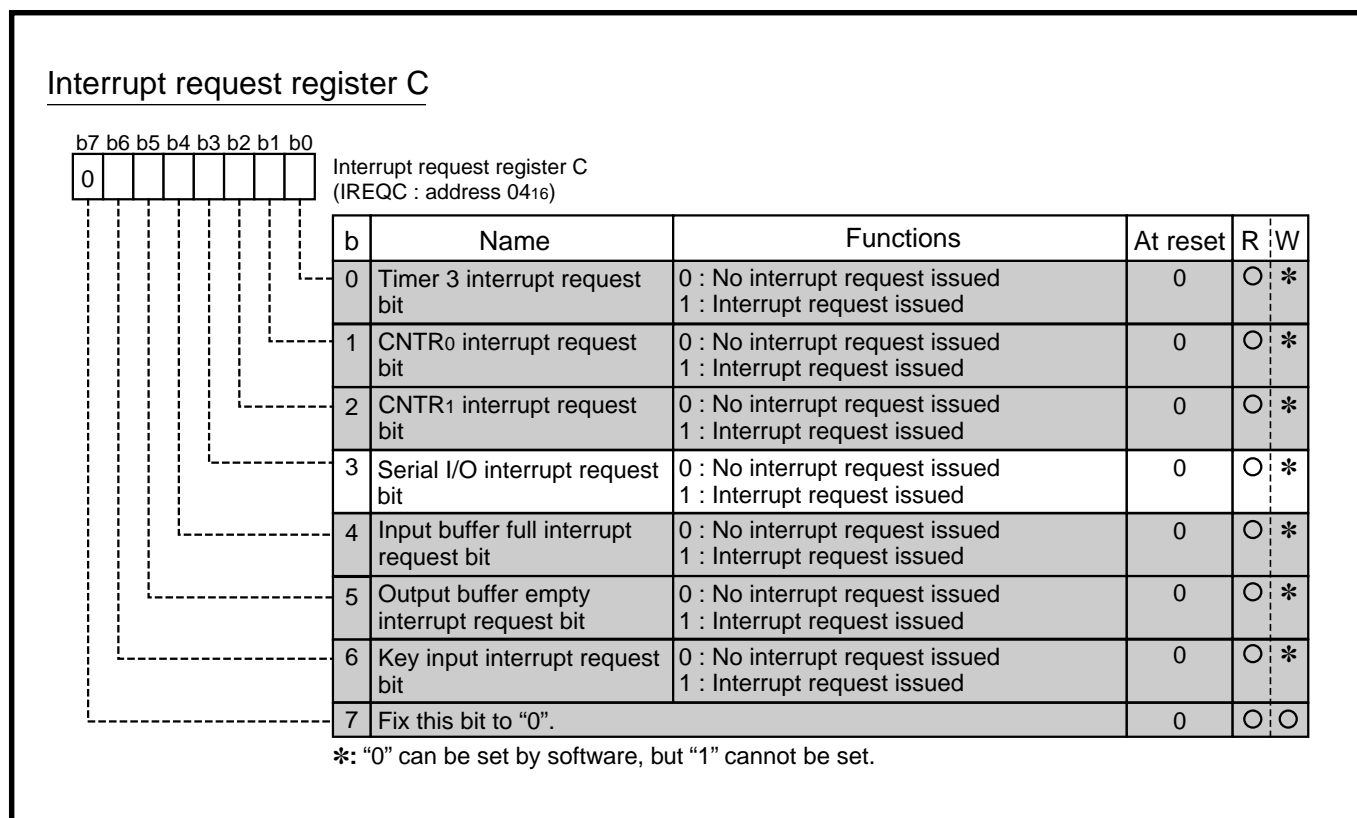 Interrupt request register C
b7 b6 b5 b4 b3 b2 b1 b0
0
Interrupt request register C
(IREQC : address 0416)
b Name Functions At reset R W
0 Timer 3 interrupt request bit 0 : No interrupt request issued 1 : Interrupt request issued 0 ○ ✻
1 CNTR0 interrupt request bit 0 : No interrupt request issued 1 : Interrupt request issued 0 ○ ✻
2 CNTR1 interrupt request bit 0 : No interrupt request issued 1 : Interrupt request issued 0 ○ ✻
3 Serial I/O interrupt request bit 0 : No interrupt request issued 1 : Interrupt request issued 0 ○ ✻
4 Input buffer full interrupt request bit 0 : No interrupt request issued 1 : Interrupt request issued 0 ○ ✻
5 Output buffer empty interrupt request bit 0 : No interrupt request issued 1 : Interrupt request issued 0 ○ ✻
6 Key input interrupt request bit 0 : No interrupt request issued 1 : Interrupt request issued 0 ○ ✻
7 Fix this bit to “0”. 0 ○ ○
✻: “0” can be set by software, but “1” cannot be set.